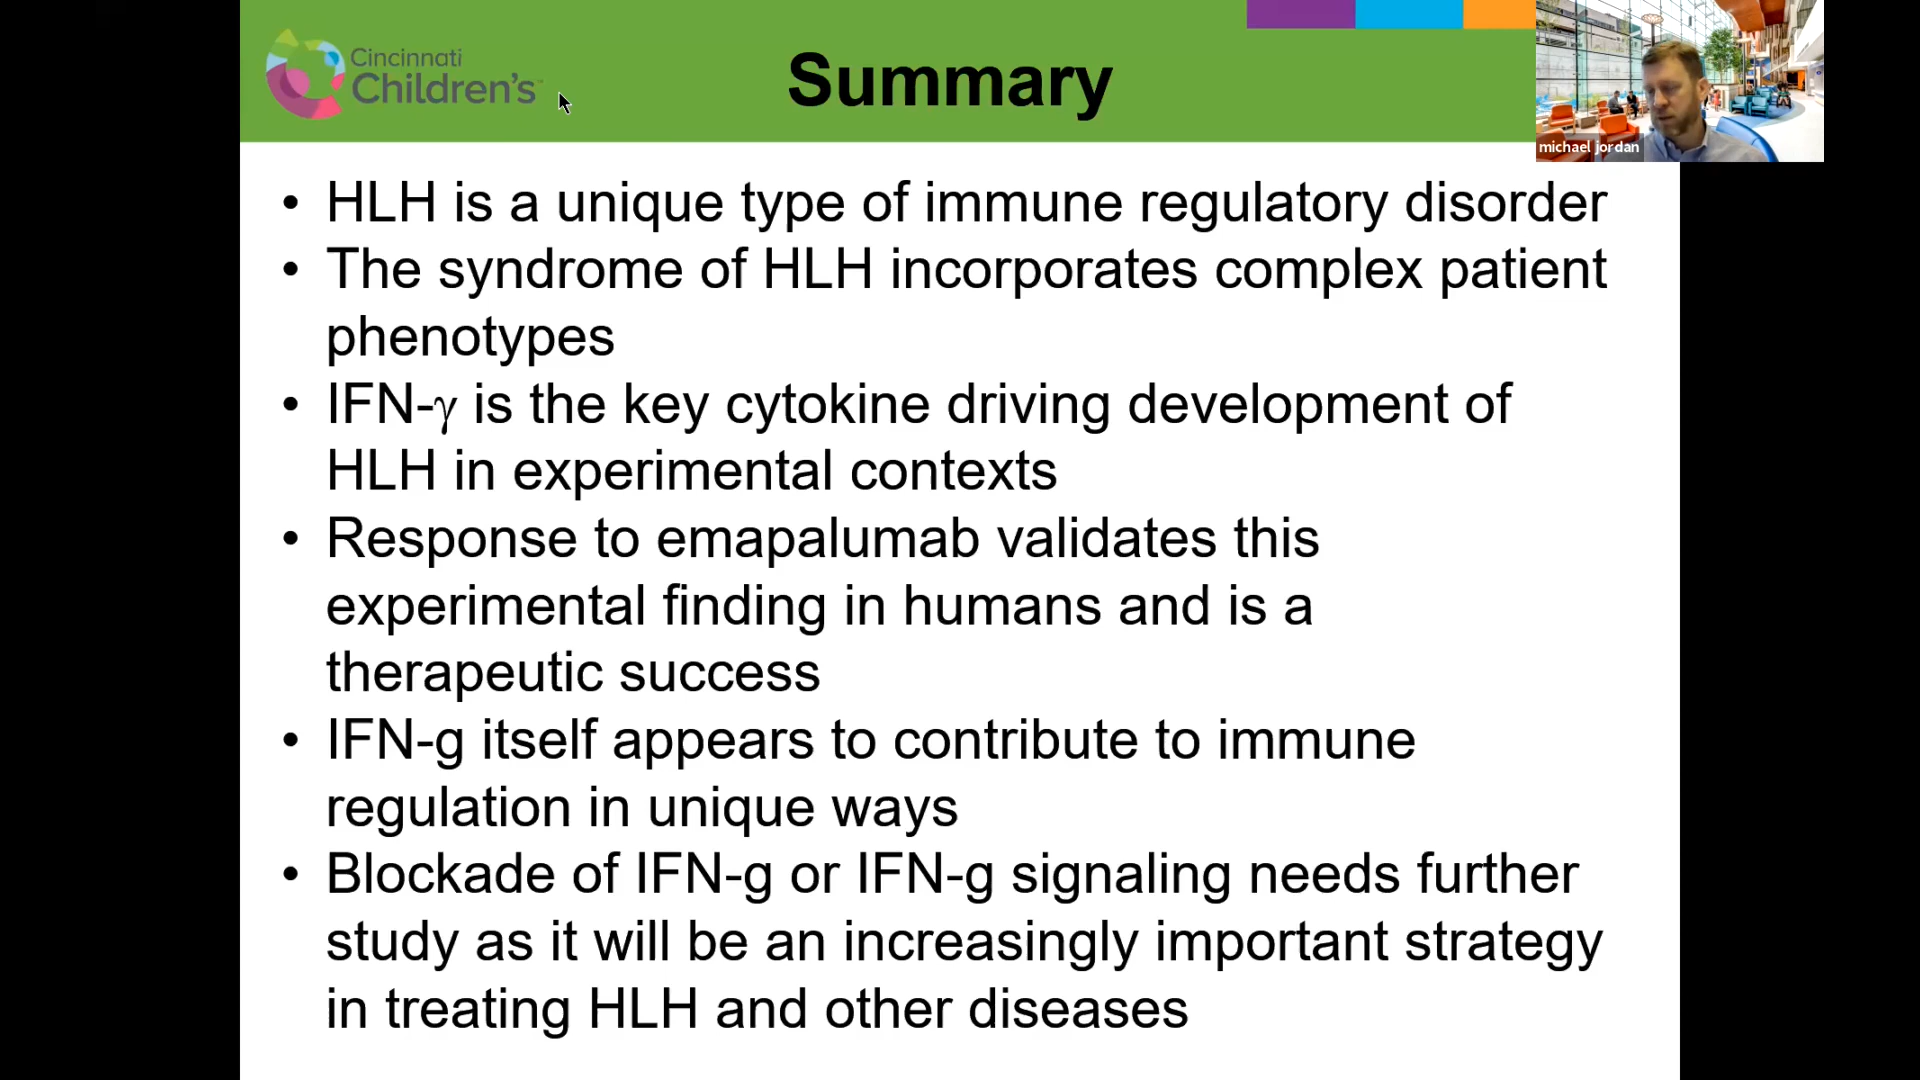 Cincinnati
Children's
Summary
michael jordan
• HLH is a unique type of immune regulatory disorder
• The syndrome of HLH incorporates complex patient
phenotypes
• IFN-γ is the key cytokine driving development of
HLH in experimental contexts
• Response to emapalumab validates this
experimental finding in humans and is a
therapeutic success
• IFN-g itself appears to contribute to immune
regulation in unique ways
• Blockade of IFN-g or IFN-g signaling needs further
study as it will be an increasingly important strategy
in treating HLH and other diseases